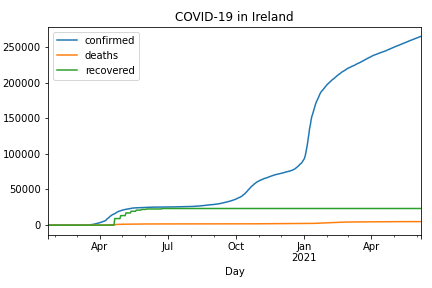 COVID-19 in Ireland
confirmed
deaths
recovered
250000
200000
150000
100000
50000
0
Apr Jul Oct Jan Apr
2021
Day